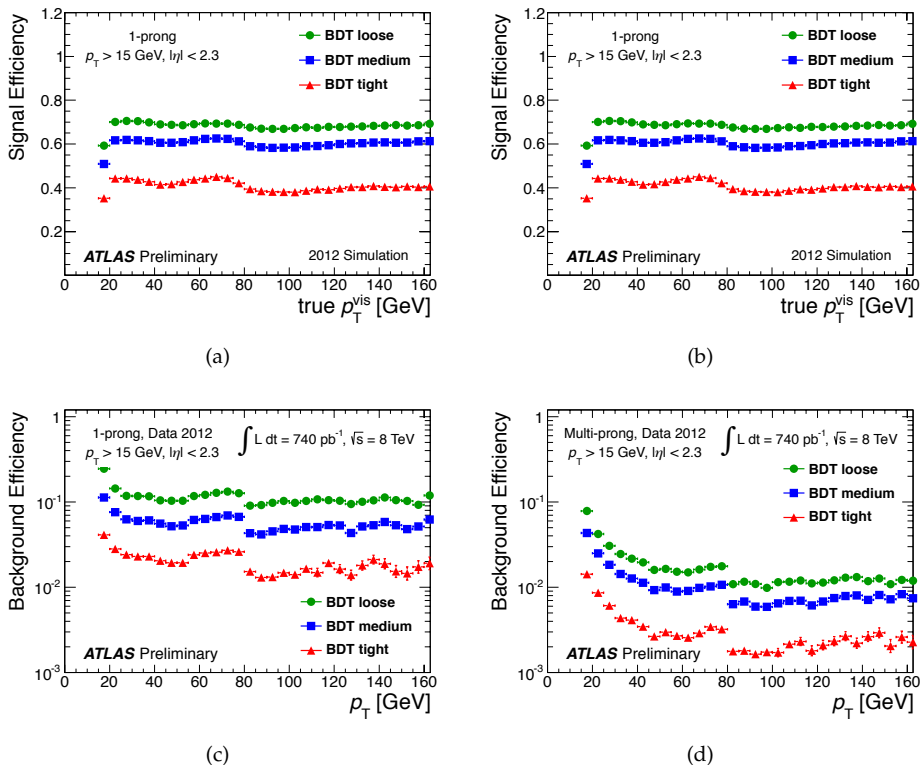 Signal Efficiency
1.2
1
0.8
0.6
0.4
0.2
1-prong
p_T > 15 GeV, |η| < 2.3
BDT loose
BDT medium
BDT tight
ATLAS Preliminary
2012 Simulation
0 20 40 60 80 100 120 140 160
true p_T^vis [GeV]
(a)
Signal Efficiency
1.2
1
0.8
0.6
0.4
0.2
1-prong
p_T > 15 GeV, |η| < 2.3
BDT loose
BDT medium
BDT tight
ATLAS Preliminary
2012 Simulation
0 20 40 60 80 100 120 140 160
true p_T^vis [GeV]
(b)
Background Efficiency
1
10⁻¹
10⁻²
10⁻³
1-prong, Data 2012
p_T > 15 GeV, |η| < 2.3
∫ L dt = 740 pb⁻¹, √s = 8 TeV
BDT loose
BDT medium
BDT tight
ATLAS Preliminary
0 20 40 60 80 100 120 140 160
p_T [GeV]
(c)
Background Efficiency
1
10⁻¹
10⁻²
10⁻³
Multi-prong, Data 2012
p_T > 15 GeV, |η| < 2.3
∫ L dt = 740 pb⁻¹, √s = 8 TeV
BDT loose
BDT medium
BDT tight
ATLAS Preliminary
0 20 40 60 80 100 120 140 160
p_T [GeV]
(d)